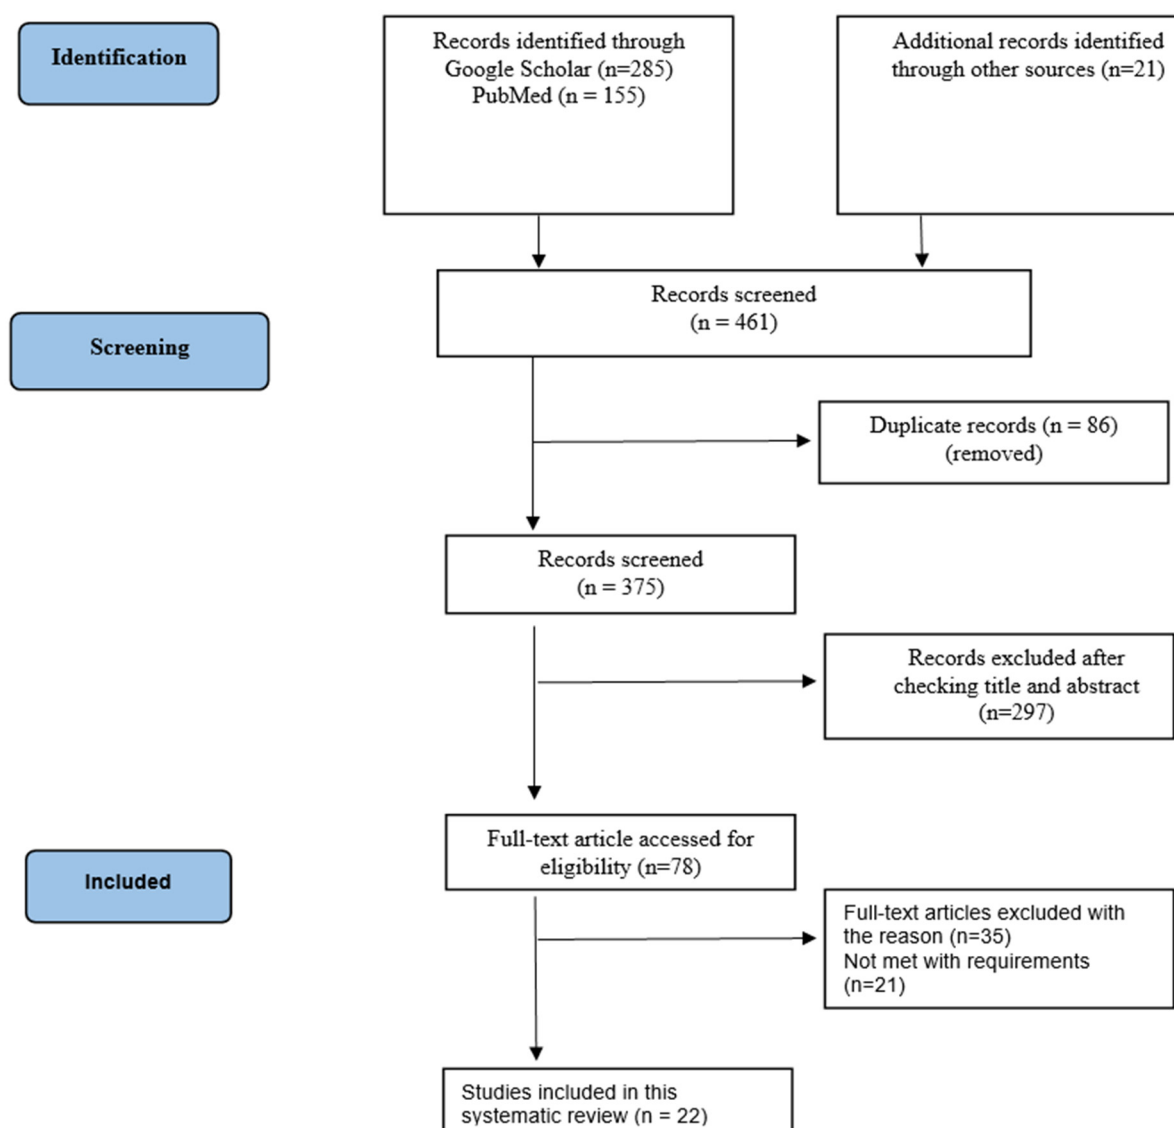 Identification
Records identified through
Google Scholar (n=285)
PubMed (n = 155)
Additional records identified
through other sources (n=21)
Records screened
(n = 461)
Screening
Duplicate records (n = 86)
(removed)
Records screened
(n = 375)
Records excluded after
checking title and abstract
(n=297)
Full-text article accessed for
eligibility (n=78)
Included
Full-text articles excluded with
the reason (n=35)
Not met with requirements
(n=21)
Studies included in this
systematic review (n = 22)